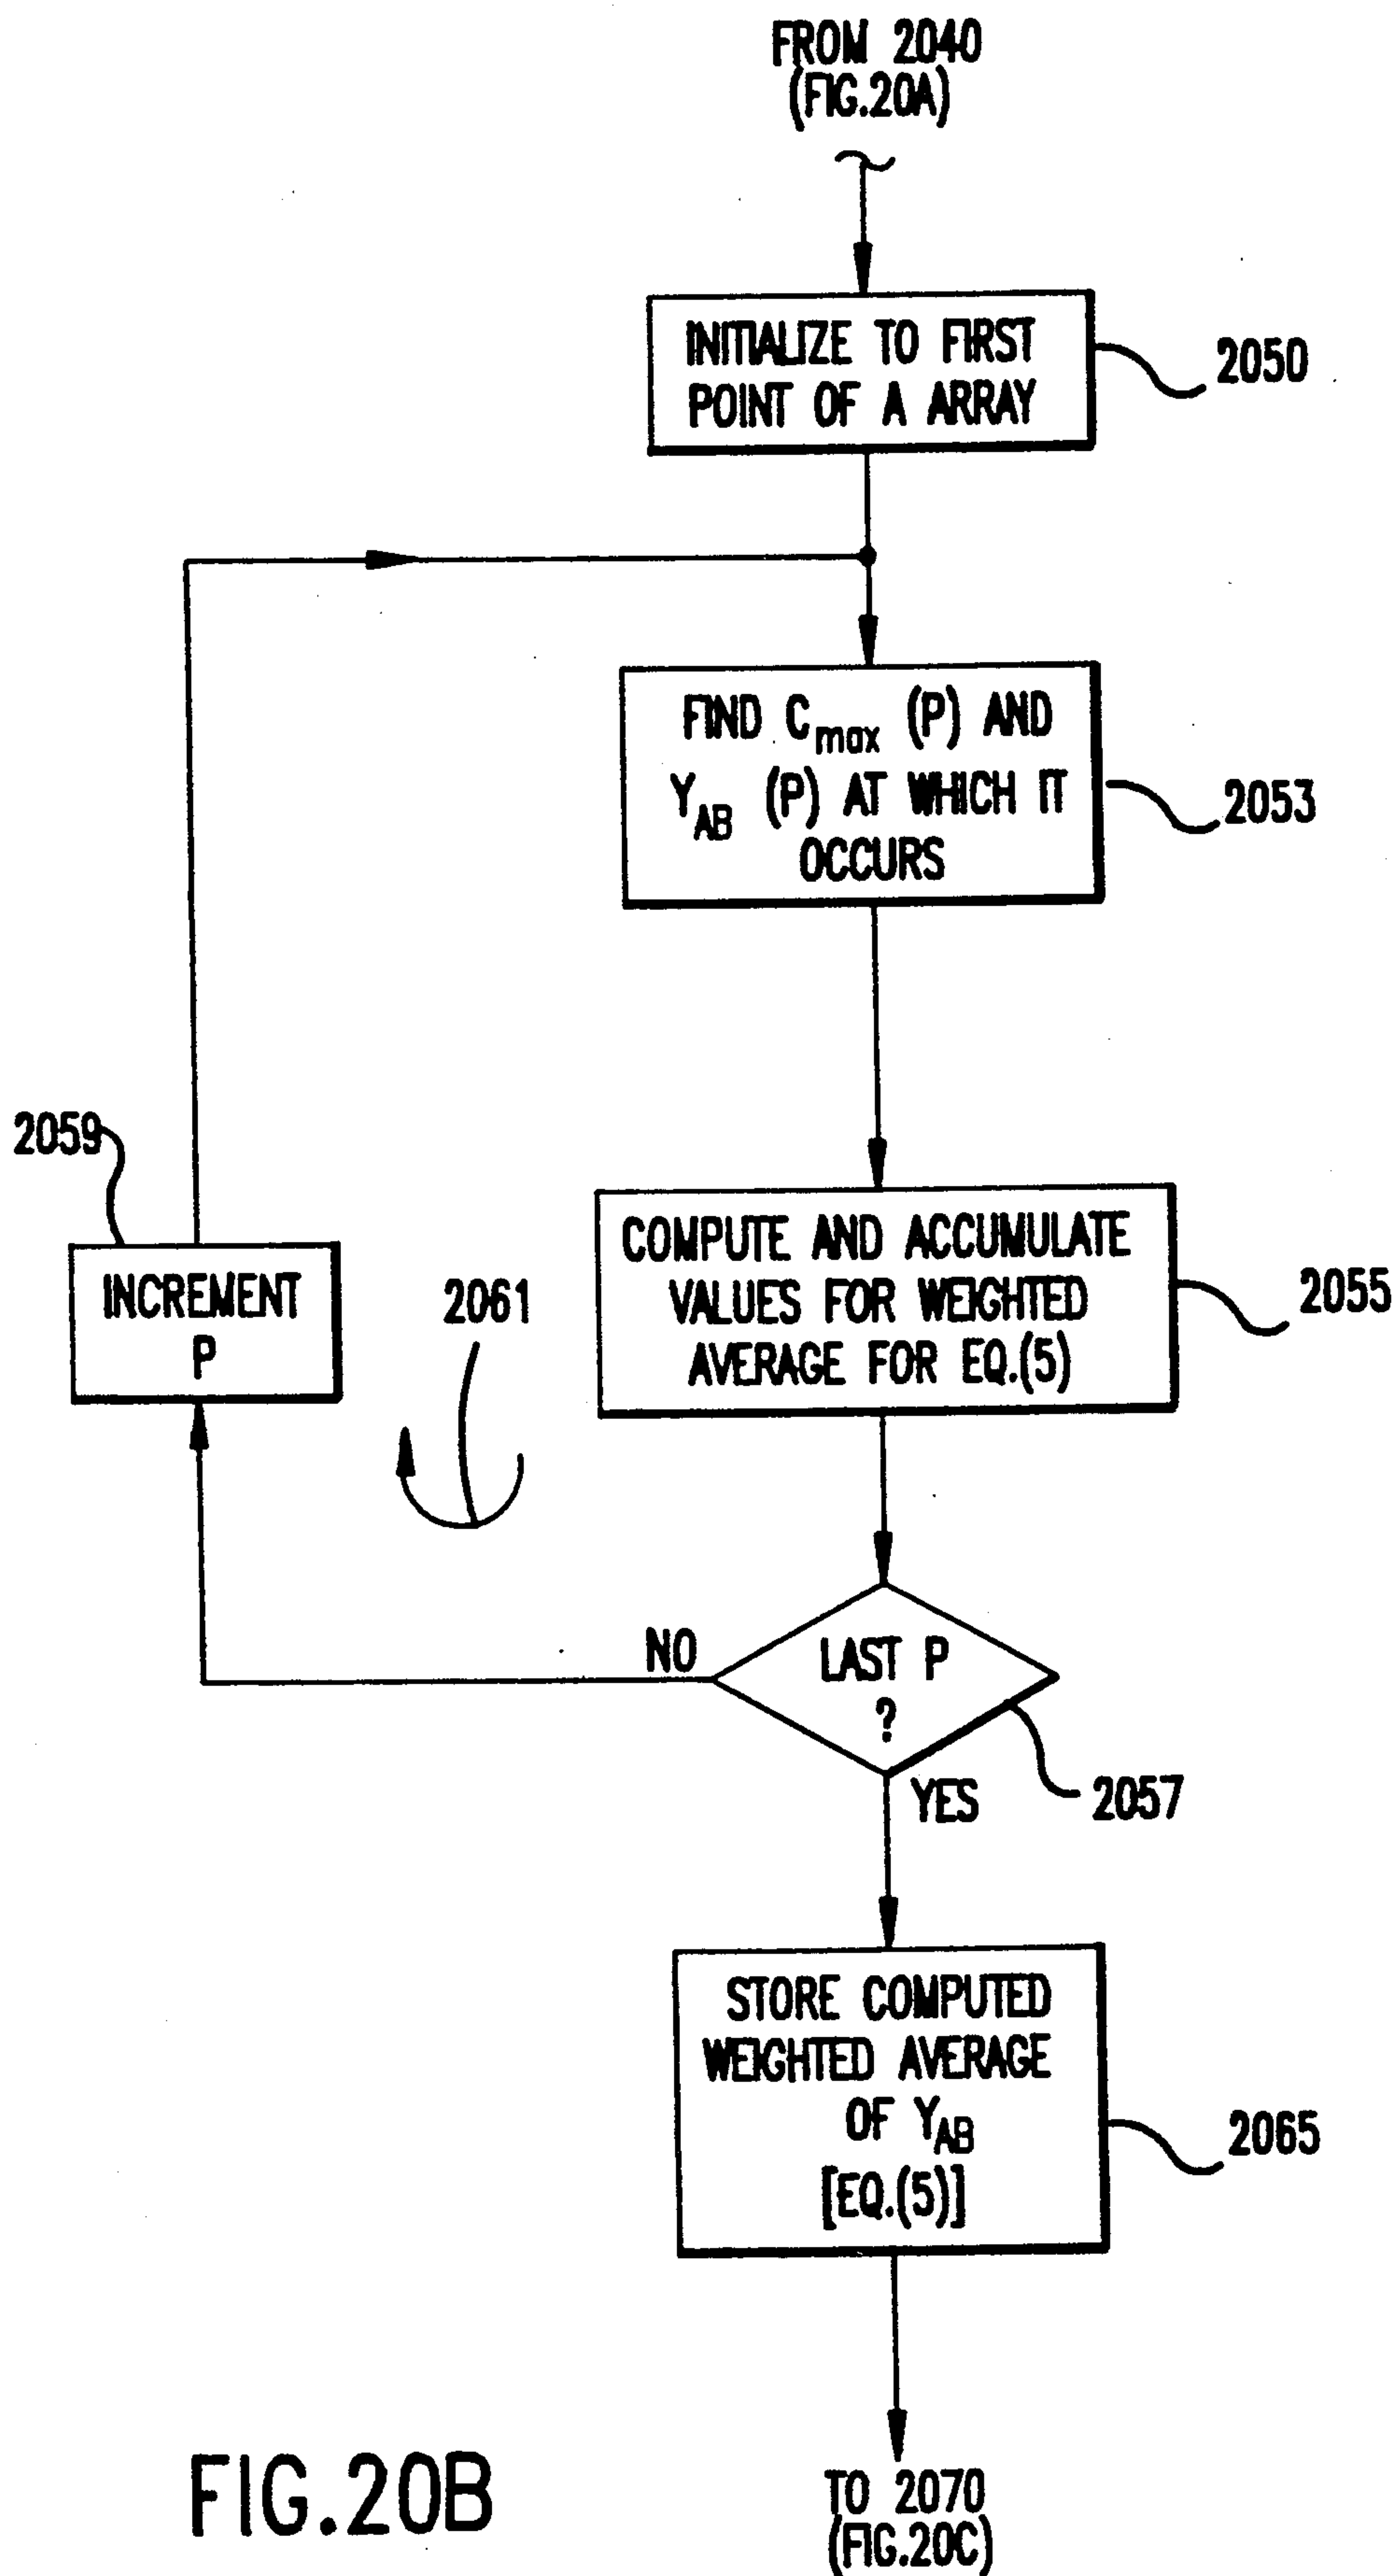 FROM 2040
(FIG.20A)
INITIALIZE TO FIRST
POINT OF A ARRAY
2050
FIND Cmax (P) AND
YAB (P) AT WHICH IT
OCCURS
2053
2059
INCREMENT
P
2061
COMPUTE AND ACCUMULATE
VALUES FOR WEIGHTED
AVERAGE FOR EQ.(5)
2055
NO
LAST P
?
2057
YES
STORE COMPUTED
WEIGHTED AVERAGE
OF YAB
[EQ.(5)]
2065
TO 2070
(FIG.20C)
FIG.20B